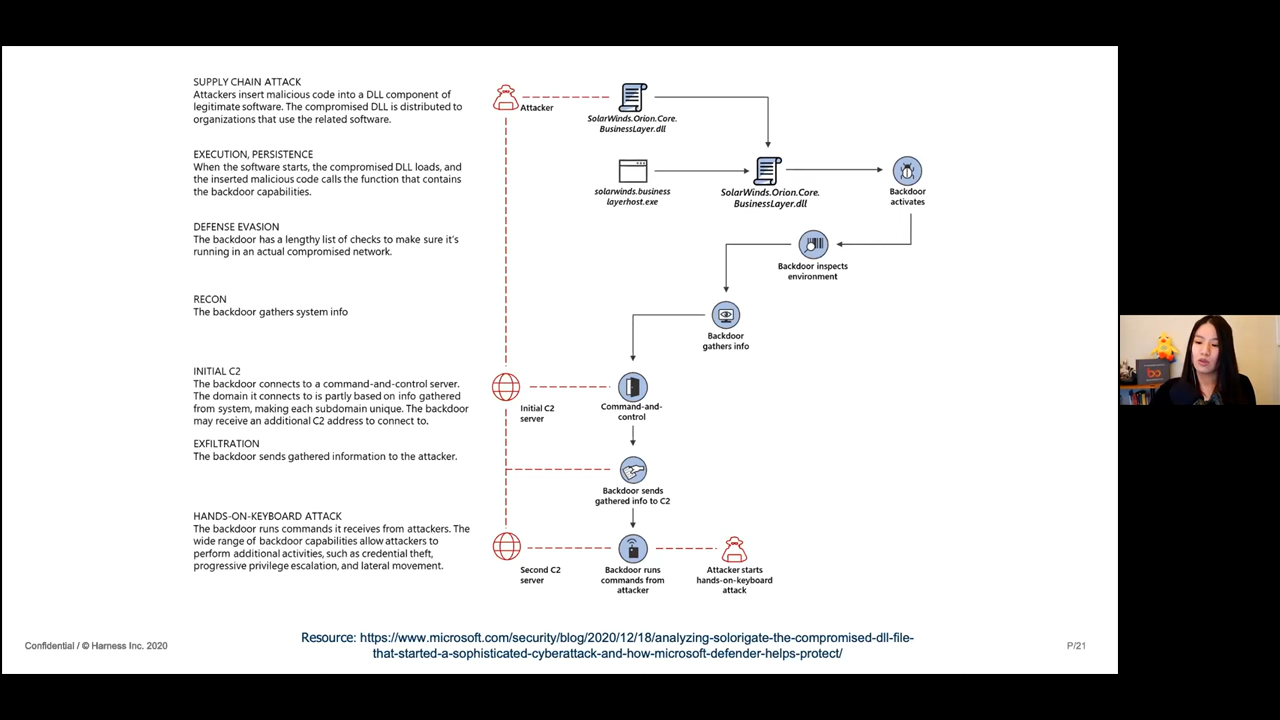 SUPPLY CHAIN ATTACK
Attackers insert malicious code into a DLL component of
legitimate software. The compromised DLL is distributed to
organizations that use the related software.
EXECUTION, PERSISTENCE
When the software starts, the compromised DLL loads, and
the inserted malicious code calls the function that contains
the backdoor capabilities.
DEFENSE EVASION
The backdoor has a lengthy list of checks to make sure it's
running in an actual compromised network.
RECON
The backdoor gathers system info
INITIAL C2
The backdoor connects to a command-and-control server.
The domain it connects to is partly based on info gathered
from system, making each subdomain unique. The backdoor
may receive an additional C2 address to connect to.
EXFILTRATION
The backdoor sends gathered information to the attacker.
HANDS-ON-KEYBOARD ATTACK
The backdoor runs commands it receives from attackers. The
wide range of backdoor capabilities allow attackers to
perform additional activities, such as credential theft,
progressive privilege escalation, and lateral movement.
Attacker
SolarWinds.Orion.Core.
BusinessLayer.dll
solarwinds.business
layerhost.exe
SolarWinds.Orion.Core.
BusinessLayer.dll
Backdoor
activates
Backdoor inspects
environment
Backdoor
gathers info
Initial C2
server
Command-and-
control
Backdoor sends
gathered info to C2
Second C2
server
Backdoor runs
commands from
attacker
Attacker starts
hands-on-keyboard
attack
Resource: https://www.microsoft.com/security/blog/2020/12/18/analyzing-solorigate-the-compromised-dll-file-
that-started-a-sophisticated-cyberattack-and-how-microsoft-defender-helps-protect/
Confidential / © Harness Inc. 2020
P/21